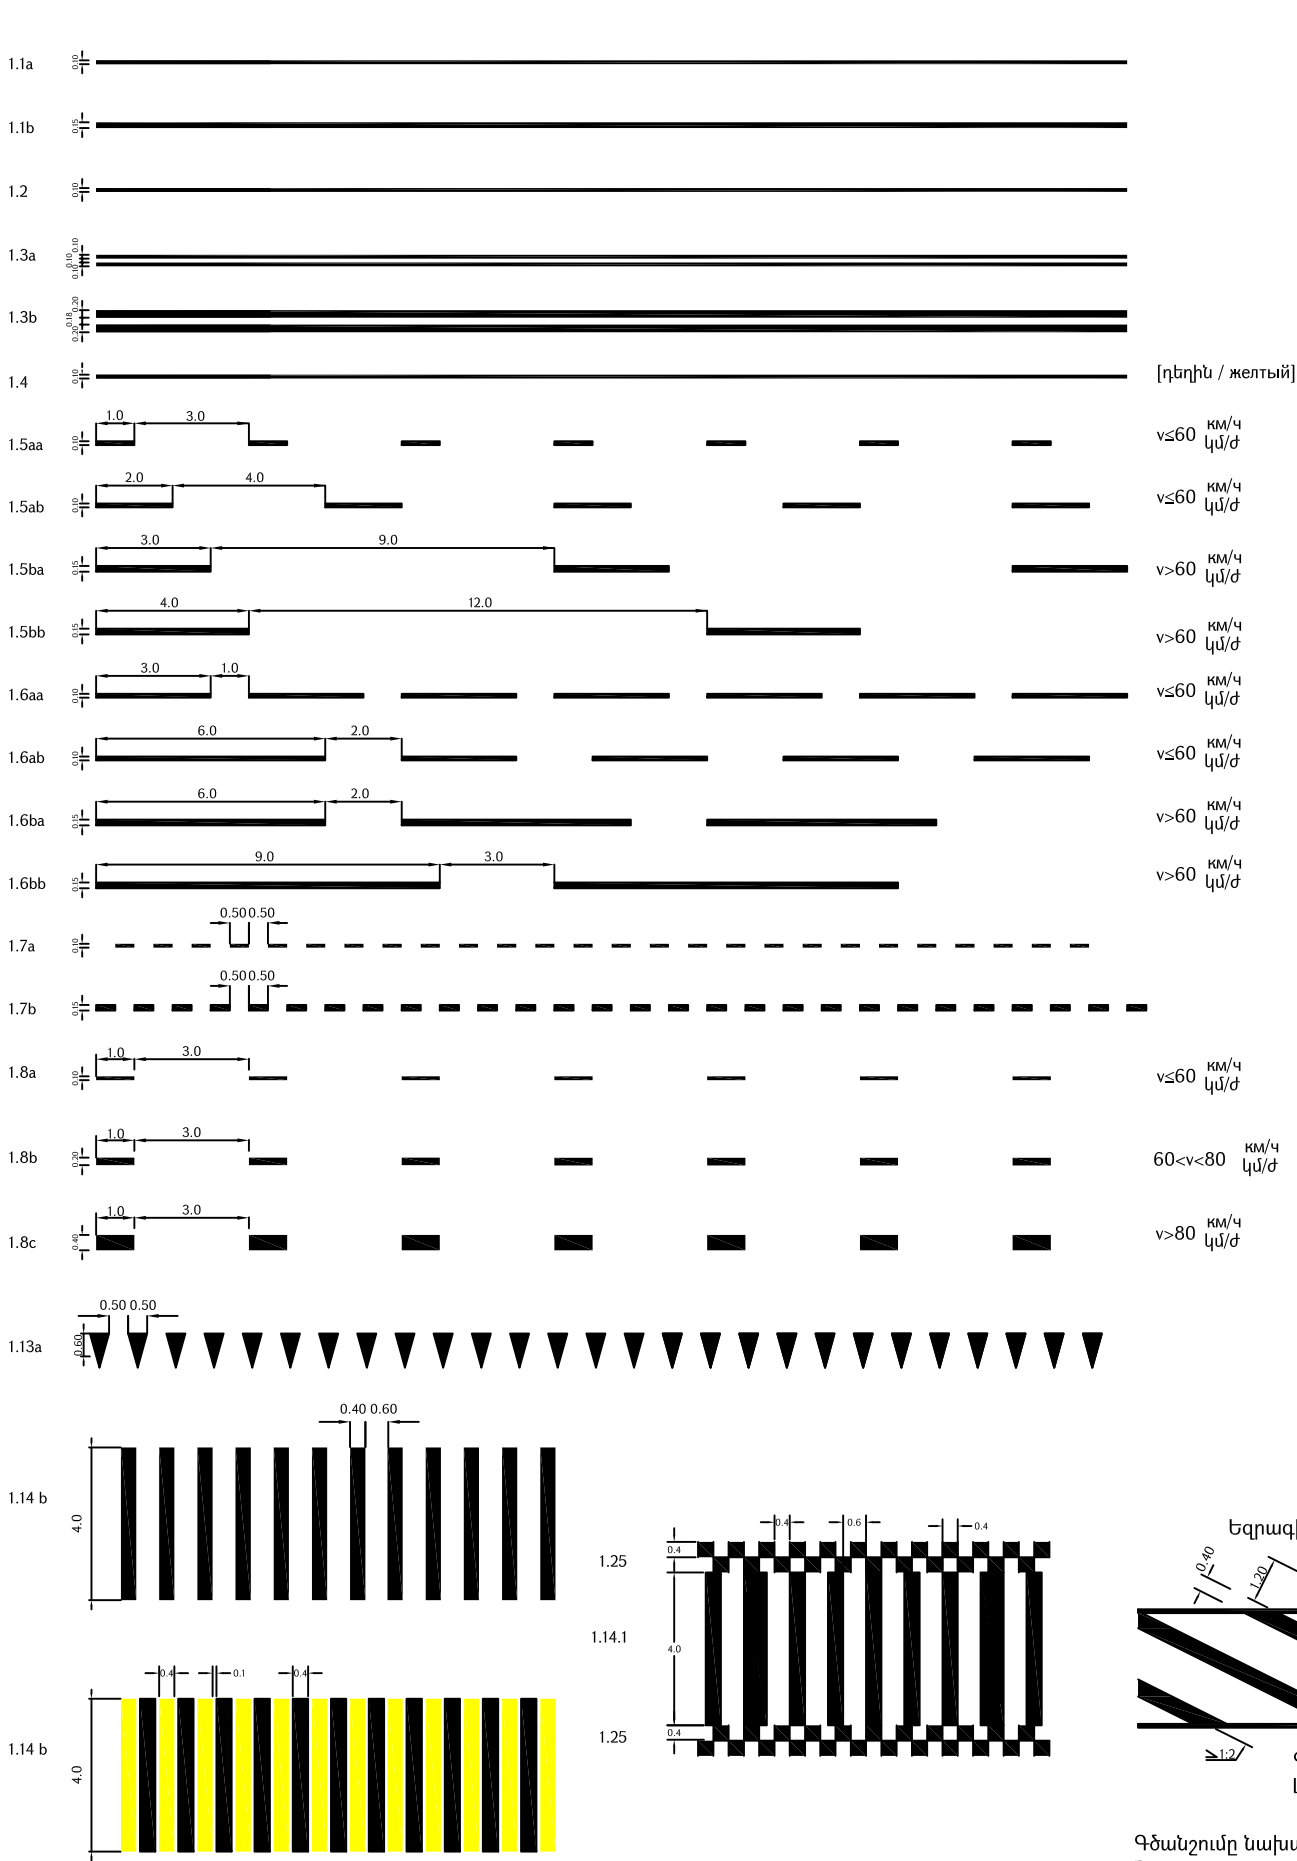 1.1a 0.10
1.1b 0.15
1.2 0.10
1.3a 0.10 0.10 0.10
1.3b 0.20 0.18 0.20
1.4 0.10 [դեղին / желтый]
1.0 3.0
1.5aa 0.10 v≤60 км/ч կմ/ժ
2.0 4.0
1.5ab 0.10 v≤60 км/ч կմ/ժ
3.0 9.0
1.5ba 0.15 v>60 км/ч կմ/ժ
4.0 12.0
1.5bb 0.15 v>60 км/ч կմ/ժ
3.0 1.0
1.6aa 0.10 v≤60 км/ч կմ/ժ
6.0 2.0
1.6ab 0.10 v≤60 км/ч կմ/ժ
6.0 2.0
1.6ba 0.15 v>60 км/ч կմ/ժ
9.0 3.0
1.6bb 0.15 v>60 км/ч կմ/ժ
0.50 0.50
1.7a 0.10
0.50 0.50
1.7b 0.15
1.0 3.0
1.8a 0.10 v≤60 км/ч կմ/ժ
1.0 3.0
1.8b 0.20 60<v<80 км/ч կմ/ժ
1.0 3.0
1.8c 0.40 v>80 км/ч կմ/ժ
0.50 0.50
1.13a 0.60
0.40 0.60
1.14 b 4.0
0.4 0.6 0.4
1.25 0.4
1.14.1 4.0
1.25 0.4
Եզրագ
0.40 1.20
≥1:2
0.4 0.1 0.4
1.14 b 4.0
Գծանշումը նախա